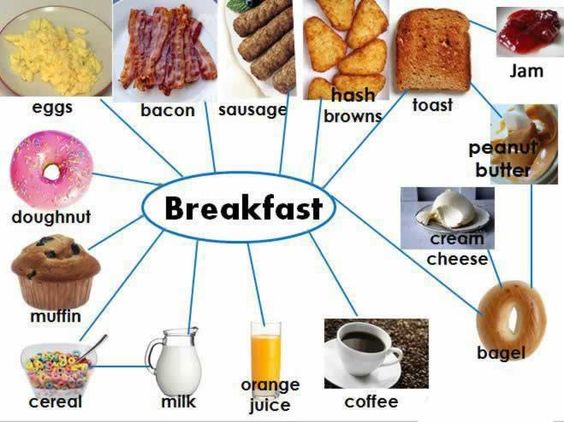 eggs
bacon
sausage
hash
browns
toast
Jam
peanut
butter
doughnut
Breakfast
cream
cheese
muffin
bagel
cereal
milk
orange
juice
coffee